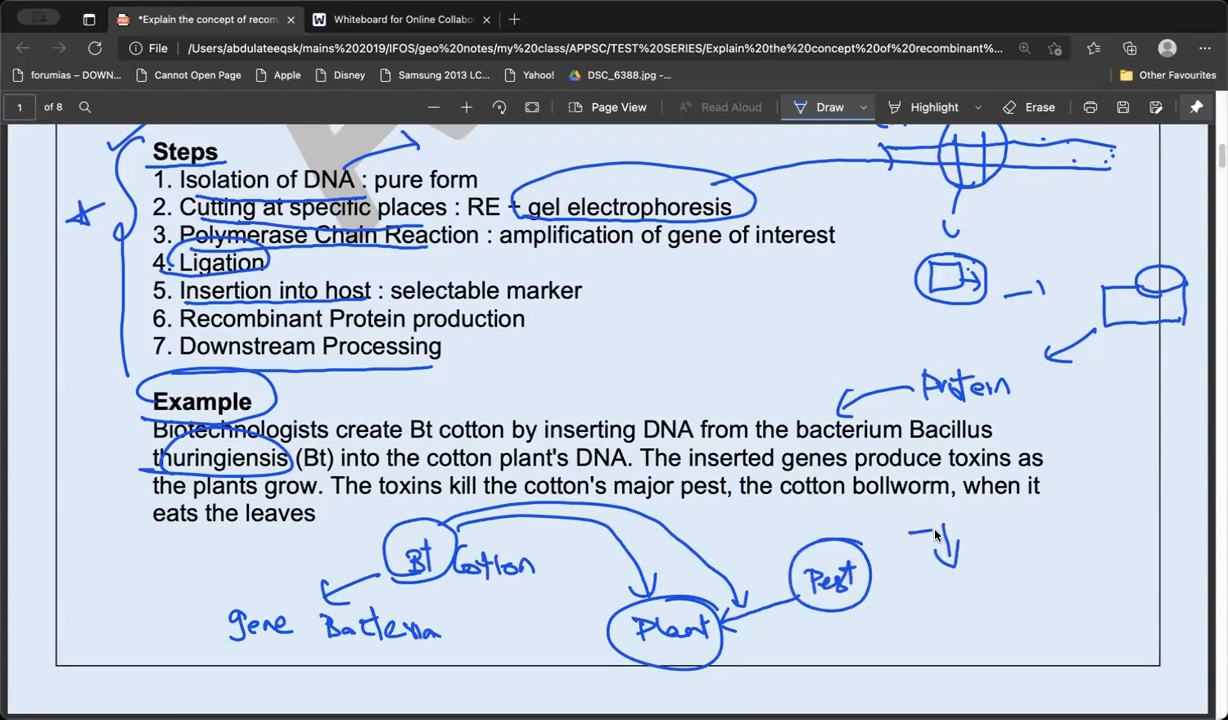 *Explain the concept of recom
Whiteboard for Online Collabo
File
/Users/abdulateeqsk/mains%202019/IFOS/geo%20notes/my%20class/APPSC/TEST%20SERIES/Explain%20the%20concept%20of%20recombinant%...
forumias — DOWN...
Cannot Open Page
Apple
Disney
Samsung 2013 LC...
Yahoo!
DSC_6388.jpg -...
Other Favourites
1 of 8
Page View
Read Aloud
Draw
Highlight
Erase
Steps
1. Isolation of DNA : pure form
2. Cutting at specific places : RE + gel electrophoresis
3. Polymerase Chain Reaction : amplification of gene of interest
4. Ligation
5. Insertion into host : selectable marker
6. Recombinant Protein production
7. Downstream Processing
Protein
Example
Biotechnologists create Bt cotton by inserting DNA from the bacterium Bacillus
thuringiensis (Bt) into the cotton plant's DNA. The inserted genes produce toxins as
the plants grow. The toxins kill the cotton's major pest, the cotton bollworm, when it
eats the leaves
Bt Cotton
Pest
gene Bacteria
Plant